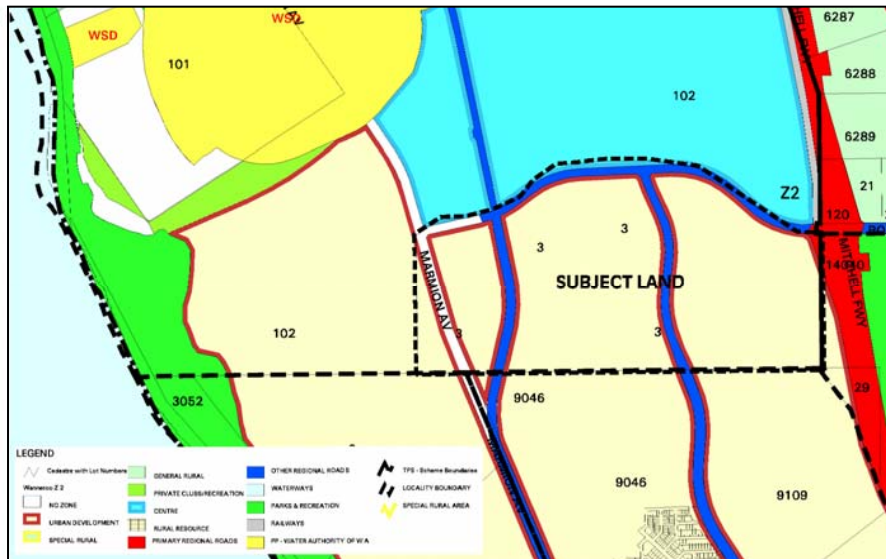 WSD
WSD
AV
6287
101
102
6288
6289
Z2
21
120
3
3
SUBJECT LAND
14040
MITCHELL FWY
MARMION AV
102
3
3
3052
9046
29
9046
9109
LEGEND
Cadastre with Lot Numbers
Wanneroo Z 2
NO ZONE
URBAN DEVELOPMENT
SPECIAL RURAL
GENERAL RURAL
PRIVATE CLUBS/RECREATION
CENTRE
RURAL RESOURCE
PRIMARY REGIONAL ROADS
OTHER REGIONAL ROADS
WATERWAYS
PARKS & RECREATION
RAILWAYS
PP - WATER AUTHORITY OF WA
TPS - Scheme Boundaries
LOCALITY BOUNDARY
SPECIAL RURAL AREA